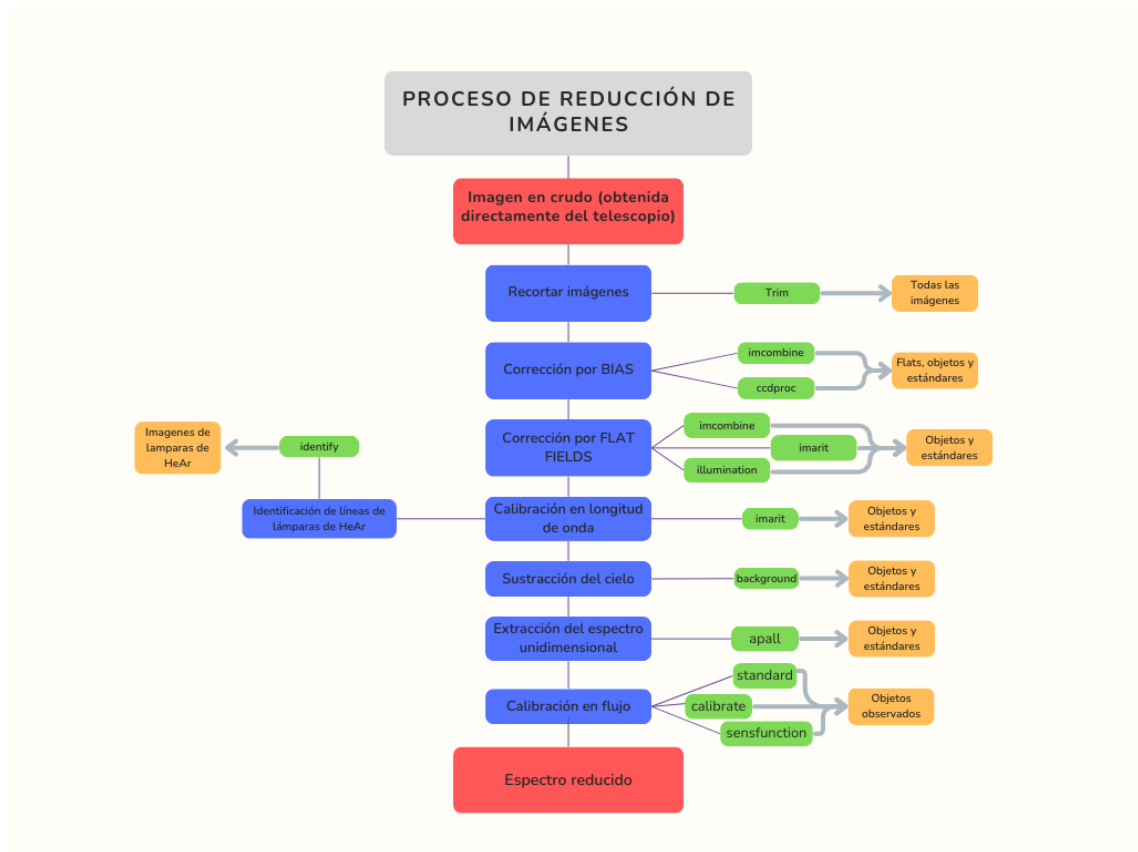 PROCESO DE REDUCCIÓN DE
IMÁGENES
Imagen en crudo (obtenida
directamente del telescopio)
Recortar imágenes
Trim
Todas las
imágenes
Corrección por BIAS
imcombine
ccdproc
Flats, objetos y
estándares
Corrección por FLAT
FIELDS
imcombine
imarit
illumination
Objetos y
estándares
Imagenes de
lamparas de
HeAr
identify
Identificación de líneas de
lámparas de HeAr
Calibración en longitud
de onda
imarit
Objetos y
estándares
Sustracción del cielo
background
Objetos y
estándares
Extracción del espectro
unidimensional
apall
Objetos y
estándares
Calibración en flujo
standard
calibrate
sensfunction
Objetos
observados
Espectro reducido